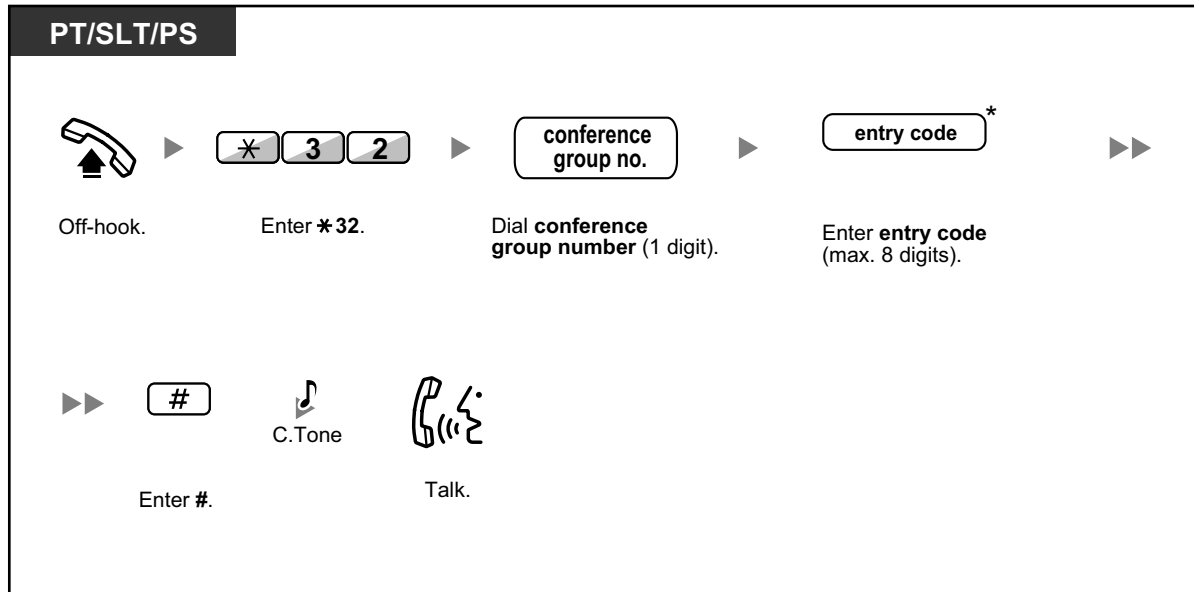 PT/SLT/PS
✳ 3 2
conference
group no.
entry code*
Off-hook.
Enter ✳32.
Dial conference
group number (1 digit).
Enter entry code
(max. 8 digits).
#
C.Tone
Enter #.
Talk.